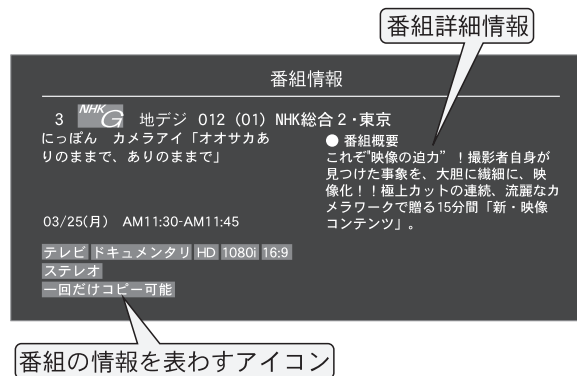 番組詳細情報
番組情報
3 NHK G 地デジ 012 (01) NHK総合2・東京
にっぽん カメラアイ「オオサカあ
りのままで、ありのままで」
03/25(月) AM11:30-AM11:45
テレビ ドキュメンタリ HD 1080i 16:9
ステレオ
一回だけコピー可能
● 番組概要
これぞ"映像の迫力”！撮影者自身が
見つけた事象を、大胆に繊細に、映
像化！！極上カットの連続、流麗なカ
メラワークで贈る15分間「新・映像
コンテンツ」。
番組の情報を表わすアイコン